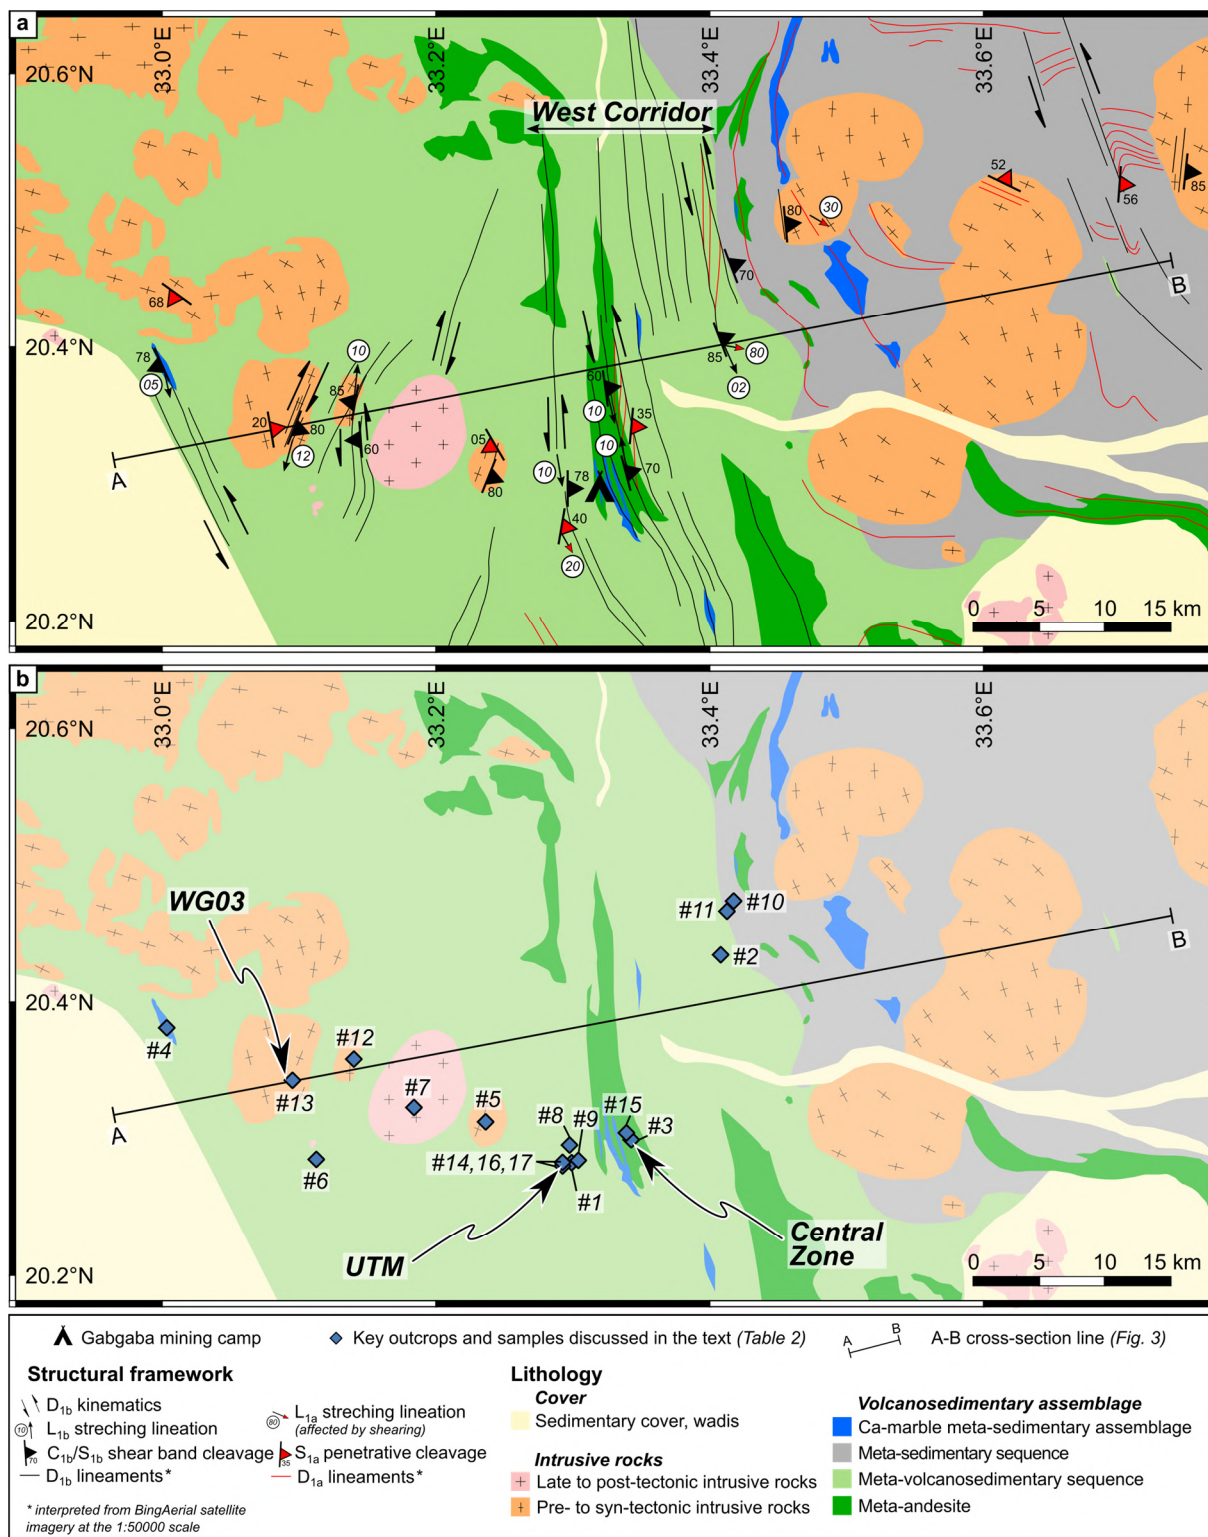 a
33.0°E
33.2°E
33.4°E
33.6°E
20.6°N
West Corridor
52
56
85
30
80
70
68
B
20.4°N
78
05
10
85
80
60
85
02
20
80
12
60
10
35
05
10
A
80
10
78
70
40
20
0 5 10 15 km
20.2°N
b
33.0°E
33.2°E
33.4°E
33.6°E
20.6°N
WG03
#10
#11
#2
B
20.4°N
#4
#12
#13
#7
#5
#15
#8
#9
#3
A
#14,16,17
#6
#1
Central
Zone
UTM
0 5 10 15 km
20.2°N
Gabgaba mining camp
Key outcrops and samples discussed in the text (Table 2)
A B
A-B cross-section line (Fig. 3)
Structural framework
D1b kinematics
10 L1b streching lineation
70 C1b/S1b shear band cleavage
D1b lineaments*
80 L1a streching lineation
(affected by shearing)
35 S1a penetrative cleavage
D1a lineaments*
* interpreted from BingAerial satellite
imagery at the 1:50000 scale
Lithology
Cover
Sedimentary cover, wadis
Intrusive rocks
Late to post-tectonic intrusive rocks
Pre- to syn-tectonic intrusive rocks
Volcanosedimentary assemblage
Ca-marble meta-sedimentary assemblage
Meta-sedimentary sequence
Meta-volcanosedimentary sequence
Meta-andesite